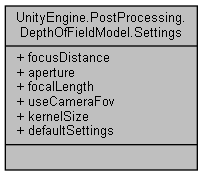 UnityEngine.PostProcessing.
DepthOfFieldModel.Settings
+ focusDistance
+ aperture
+ focalLength
+ useCameraFov
+ kernelSize
+ defaultSettings